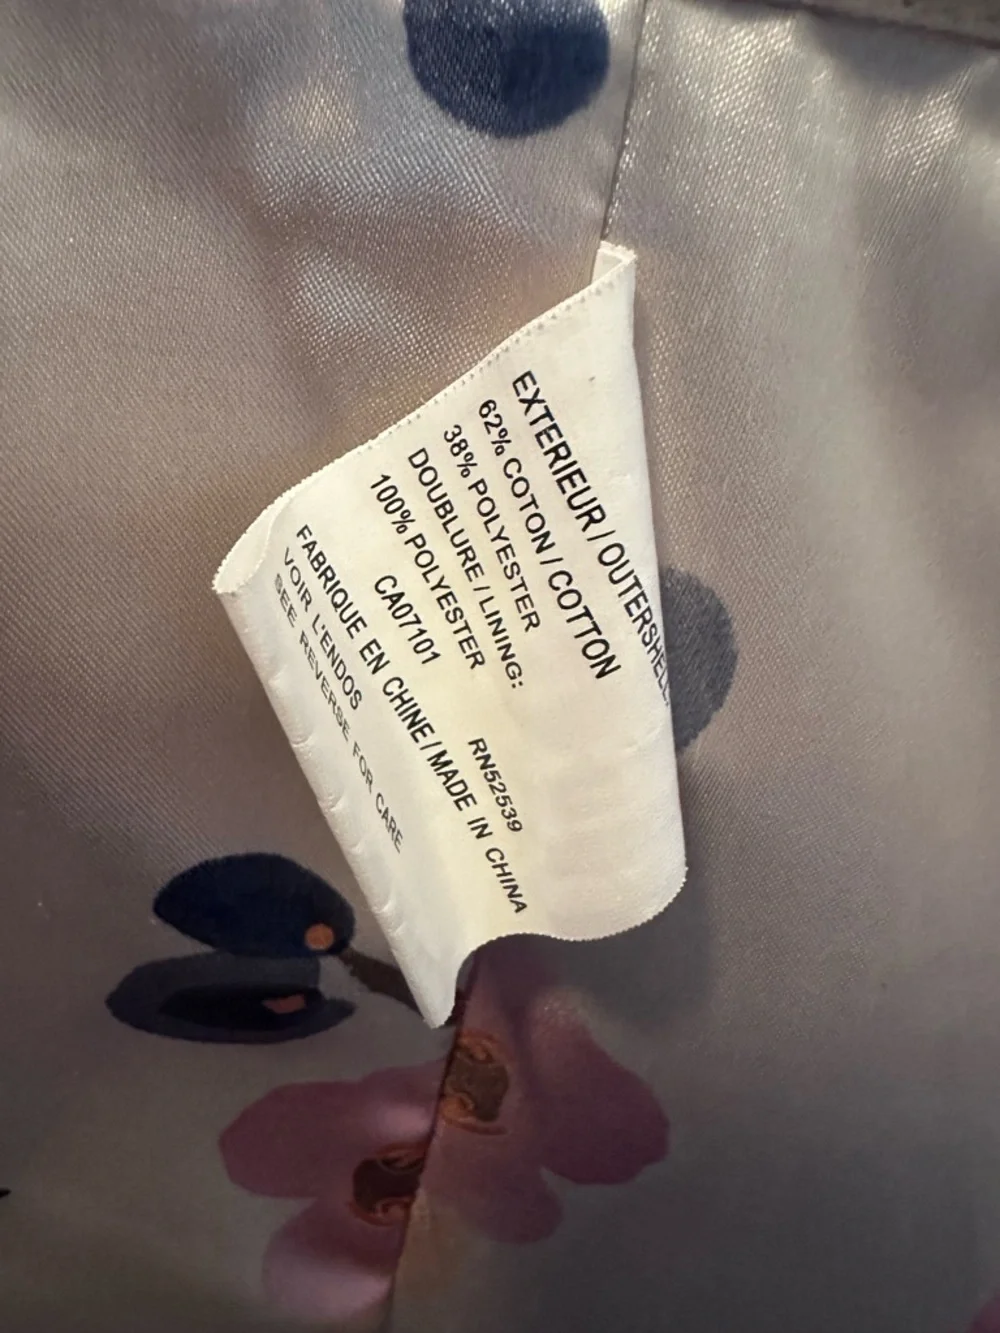 EXTERIEUR / OUTERSHELL
62% COTON / COTTON
38% POLYESTER
DOUBLURE / LINING:
100% POLYESTER
CA07101 RN52539
FABRIQUE EN CHINE / MADE IN CHINA
VOIR L'ENDOS
SEE REVERSE FOR CARE